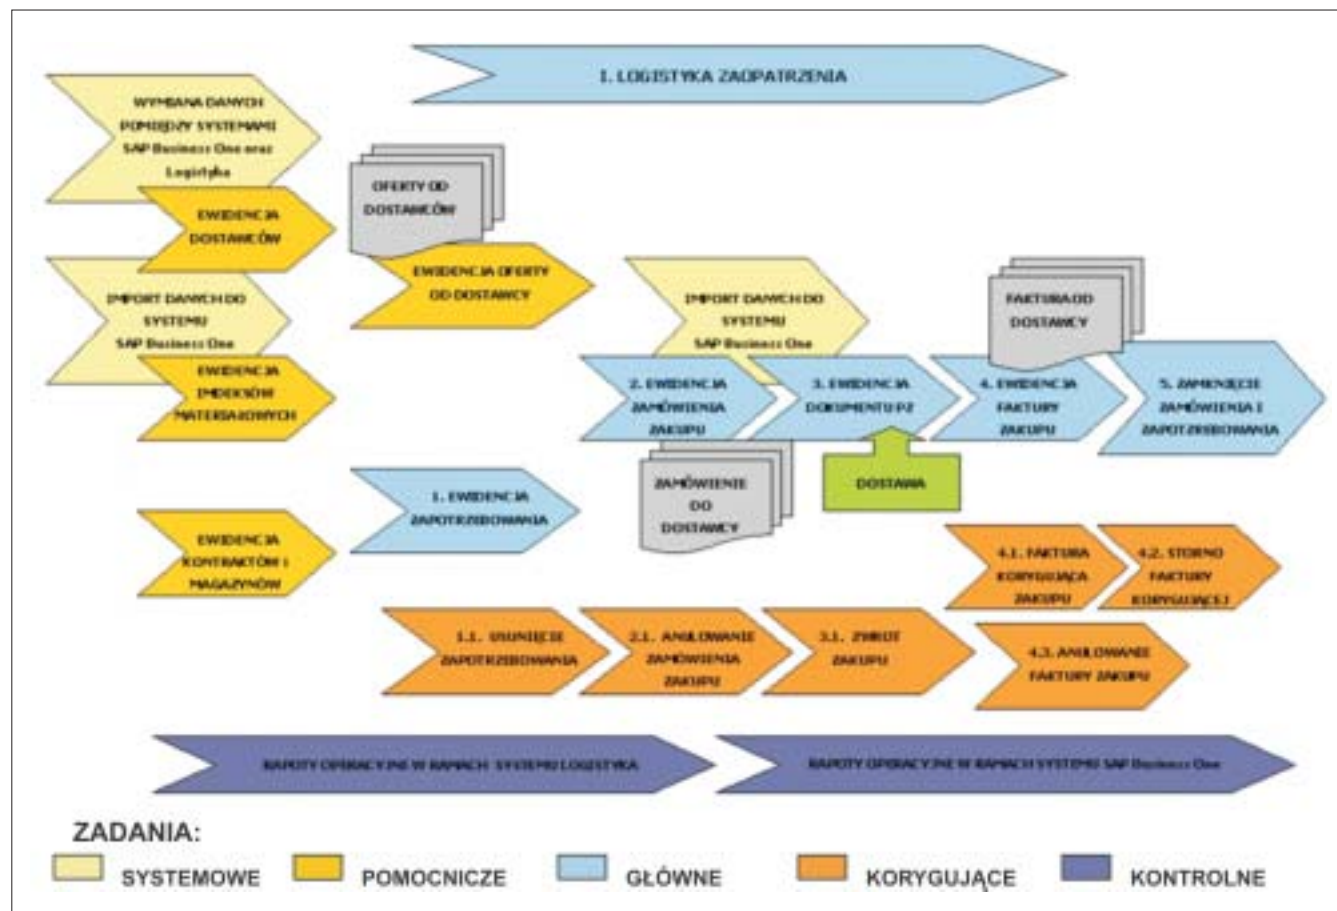 I. LOGISTYKA ZAOPATRZENIA
WYMIANA DANYCH
POMIĘDZY SYSTEMAMI
SAP Business One oraz
Logistyka
EWIDENCJA
DOSTAWCÓW
OFERTY OD
DOSTAWCÓW
EWIDENCJA OFERTY
OD DOSTAWCY
IMPORT DANYCH DO
SYSTEMU
SAP Business One
EWIDENCJA
INDEKSÓW
MATERIAŁOWYCH
IMPORT DANYCH DO
SYSTEMU
SAP Business One
FAKTURA OD
DOSTAWCY
2. EWIDENCJA
ZAMÓWIENIA
ZAKUPU
3. EWIDENCJA
DOKUMENTU PZ
4. EWIDENCJA
FAKTURY
ZAKUPU
5. ZAMKNIĘCIE
ZAMÓWIENIA I
ZAPOTRZEBOWANIA
1. EWIDENCJA
ZAPOTRZEBOWANIA
ZAMÓWIENIE
DO
DOSTAWCY
DOSTAWA
EWIDENCJA
KONTRAKTÓW I
MAGAZYNÓW
4.1. FAKTURA
KORYGUJĄCA
ZAKUPU
4.2. STORNO
FAKTURY
KORYGUJĄCEJ
1.1. USUNIĘCIE
ZAPOTRZEBOWANIA
2.1. ANULOWANIE
ZAMÓWIENIA
ZAKUPU
3.1. ZWROT
ZAKUPU
4.3. ANULOWANIE
FAKTURY ZAKUPU
RAPOTY OPERACYJNE W RAMACH SYSTEMU LOGISTYKA
RAPOTY OPERACYJNE W RAMACH SYSTEMU SAP Business One
ZADANIA:
SYSTEMOWE
POMOCNICZE
GŁÓWNE
KORYGUJĄCE
KONTROLNE